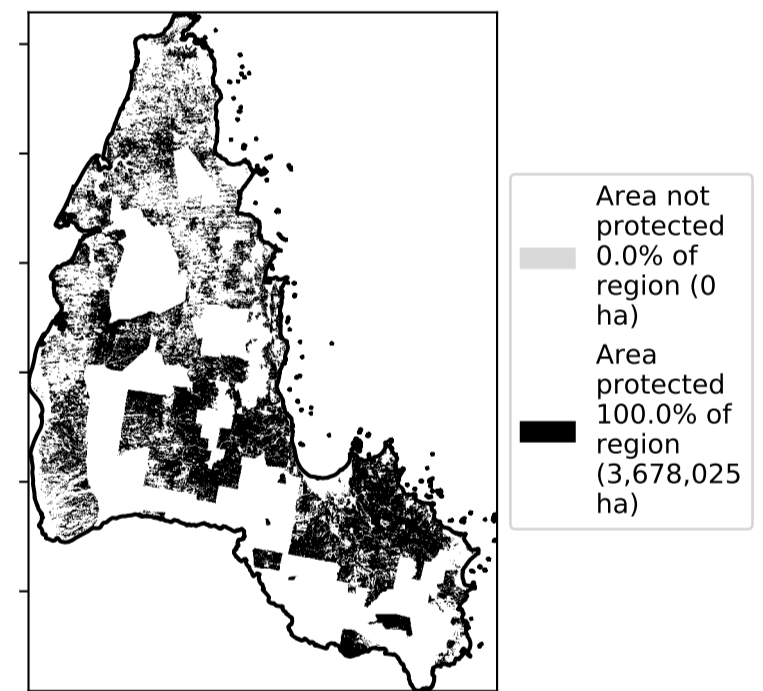 Area not
protected
0.0% of
region (0
ha)
Area
protected
100.0% of
region
(3,678,025
ha)